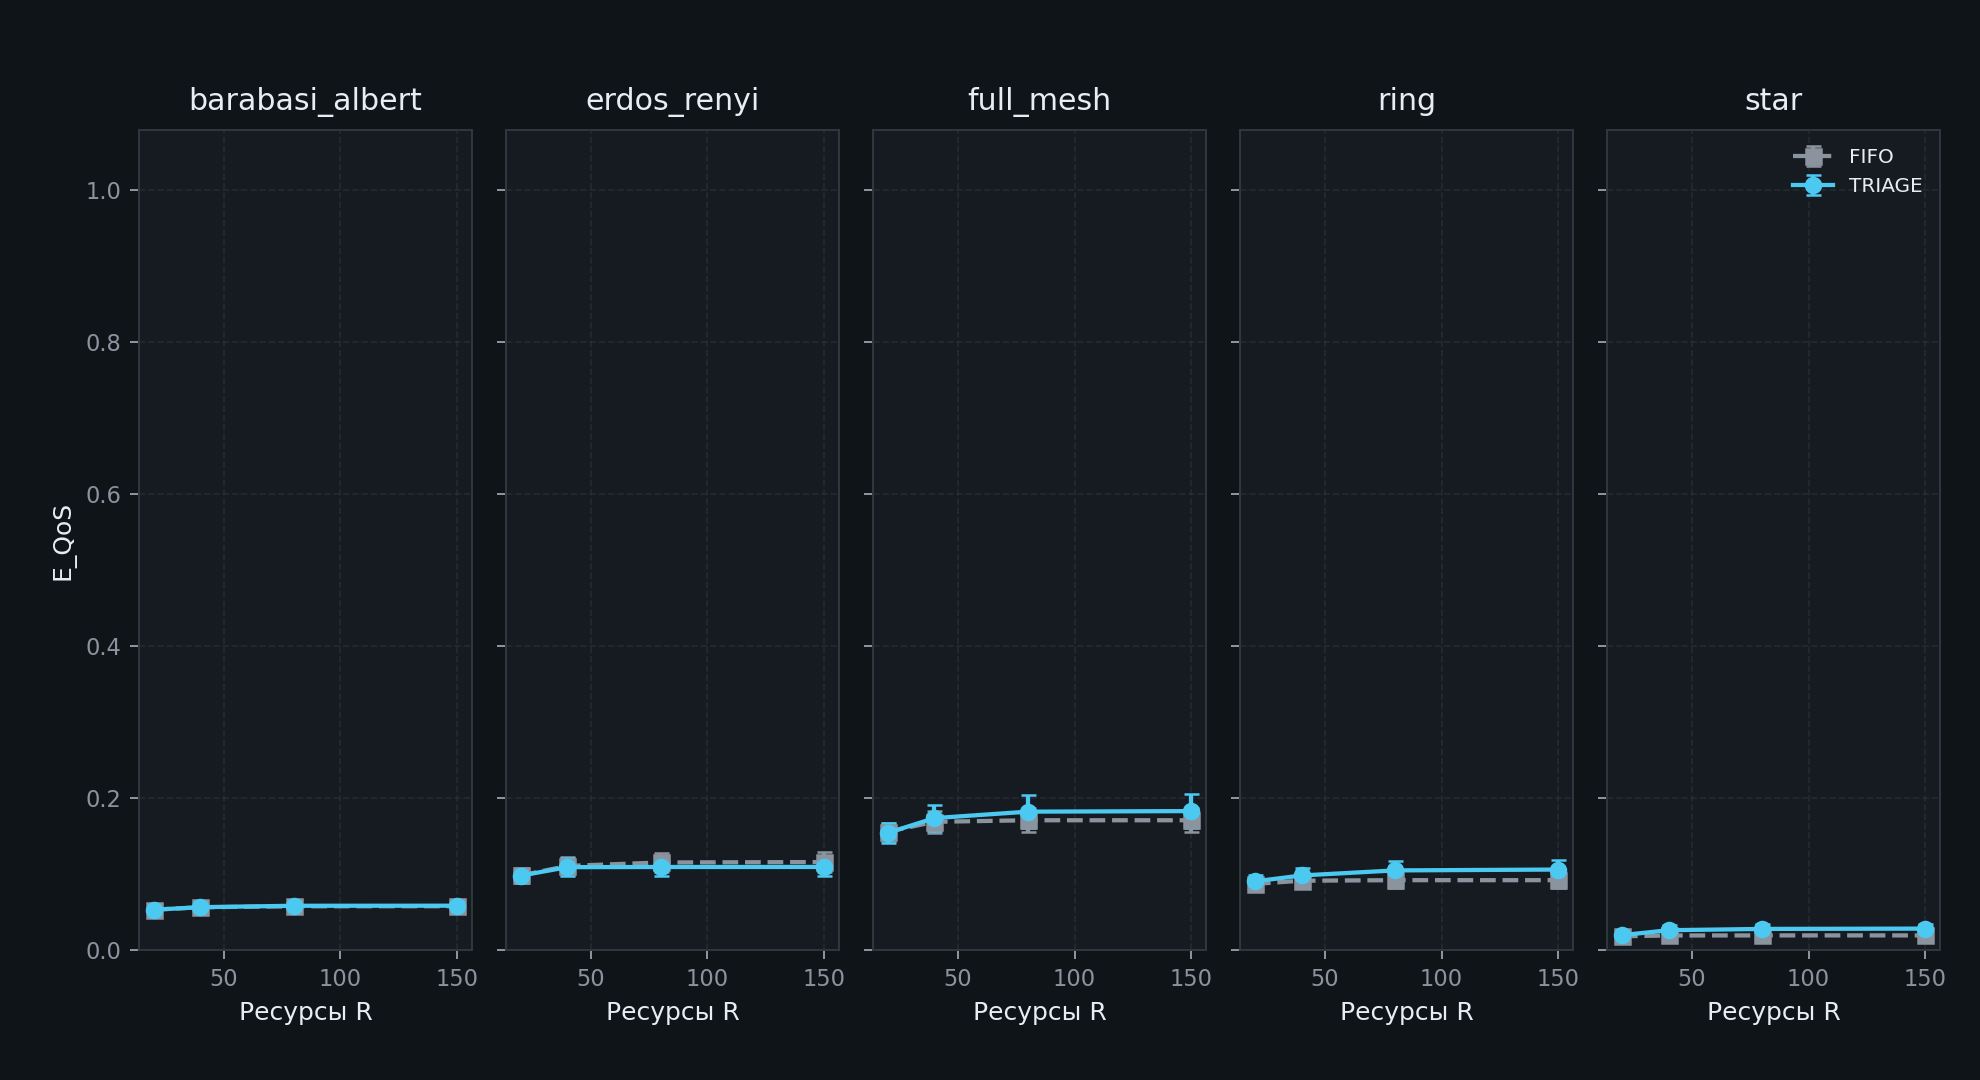 barabasi_albert
erdos_renyi
full_mesh
ring
star
FIFO
TRIAGE
E_QoS
1.0
0.8
0.6
0.4
0.2
0.0
50 100 150
50 100 150
50 100 150
50 100 150
50 100 150
Ресурсы R
Ресурсы R
Ресурсы R
Ресурсы R
Ресурсы R